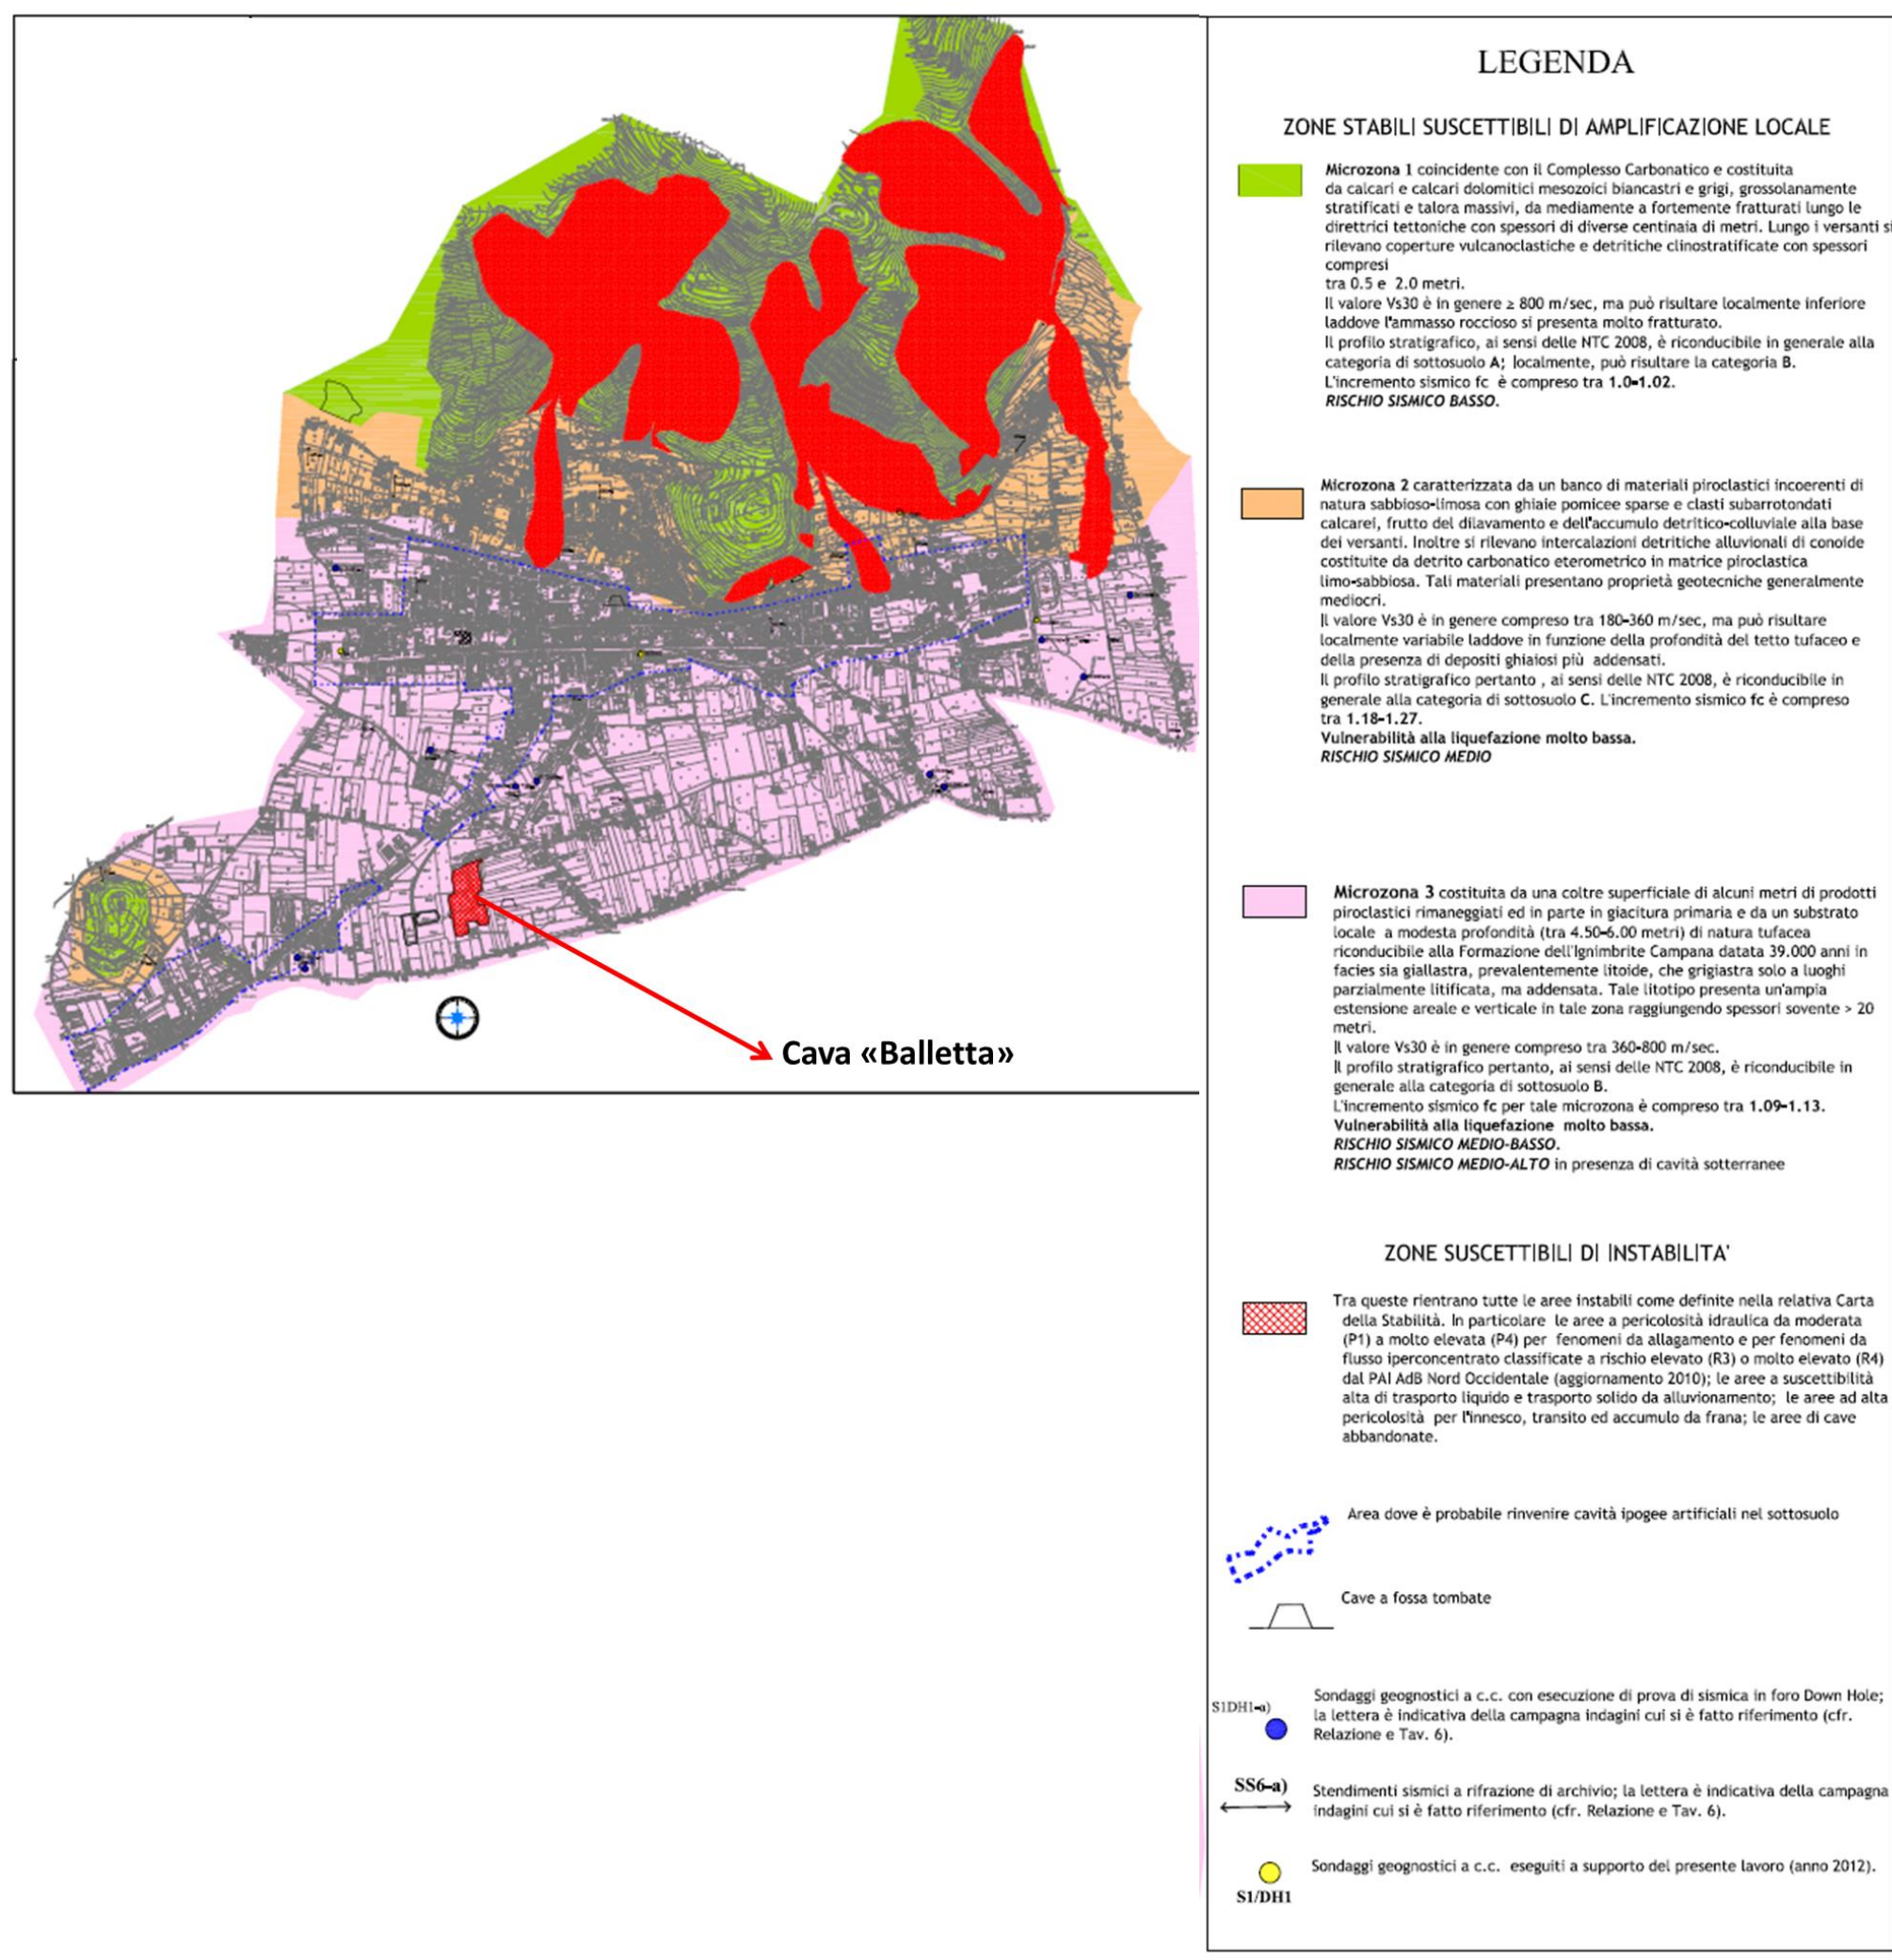 Cava «Balletta»
LEGENDA
ZONE STABILI SUSCETTIBILI DI AMPLIFICAZIONE LOCALE
Microzona 1 coincidente con il Complesso Carbonatico e costituita
da calcari e calcari dolomitici mesozoici biancastri e grigi, grossolanamente
stratificati e talora massivi, da mediamente a fortemente fratturati lungo le
direttrici tettoniche con spessori di diverse centinaia di metri. Lungo i versanti si
rilevano coperture vulcanoclastiche e detritiche clinostratificate con spessori
compresi
tra 0.5 e 2.0 metri.
Il valore Vs30 è in genere ≥ 800 m/sec, ma può risultare localmente inferiore
laddove l'ammasso roccioso si presenta molto fratturato.
Il profilo stratigrafico, ai sensi delle NTC 2008, è riconducibile in generale alla
categoria di sottosuolo A; localmente, può risultare la categoria B.
L'incremento sismico fc è compreso tra 1.0-1.02.
RISCHIO SISMICO BASSO.
Microzona 2 caratterizzata da un banco di materiali piroclastici incoerenti di
natura sabbioso-limosa con ghiaie pomicee sparse e clasti subarrotondati
calcarei, frutto del dilavamento e dell'accumulo detritico-colluviale alla base
dei versanti. Inoltre si rilevano intercalazioni detritiche alluvionali di conoide
costituite da detrito carbonatico eterometrico in matrice piroclastica
limo-sabbiosa. Tali materiali presentano proprietà geotecniche generalmente
mediocri.
Il valore Vs30 è in genere compreso tra 180-360 m/sec, ma può risultare
localmente variabile laddove in funzione della profondità del tetto tufaceo e
della presenza di depositi ghiaiosi più addensati.
Il profilo stratigrafico pertanto , ai sensi delle NTC 2008, è riconducibile in
generale alla categoria di sottosuolo C. L'incremento sismico fc è compreso
tra 1.18-1.27.
Vulnerabilità alla liquefazione molto bassa.
RISCHIO SISMICO MEDIO
Microzona 3 costituita da una coltre superficiale di alcuni metri di prodotti
piroclastici rimaneggiati ed in parte in giacitura primaria e da un substrato
locale a modesta profondità (tra 4.50-6.00 metri) di natura tufacea
riconducibile alla Formazione dell'Ignimbrite Campana datata 39.000 anni in
facies sia giallastra, prevalentemente litoide, che grigiastra solo a luoghi
parzialmente litificata, ma addensata. Tale litotipo presenta un'ampia
estensione areale e verticale in tale zona raggiungendo spessori sovente > 20
metri.
Il valore Vs30 è in genere compreso tra 360-800 m/sec.
Il profilo stratigrafico pertanto, ai sensi delle NTC 2008, è riconducibile in
generale alla categoria di sottosuolo B.
L'incremento sismico fc per tale microzona è compreso tra 1.09-1.13.
Vulnerabilità alla liquefazione molto bassa.
RISCHIO SISMICO MEDIO-BASSO.
RISCHIO SISMICO MEDIO-ALTO in presenza di cavità sotterranee
ZONE SUSCETTIBILI DI INSTABILITA'
Tra queste rientrano tutte le aree instabili come definite nella relativa Carta
della Stabilità. In particolare le aree a pericolosità idraulica da moderata
(P1) a molto elevata (P4) per fenomeni da allagamento e per fenomeni da
flusso iperconcentrato classificate a rischio elevato (R3) o molto elevato (R4)
dal PAI AdB Nord Occidentale (aggiornamento 2010); le aree a suscettibilità
alta di trasporto liquido e trasporto solido da alluvionamento; le aree ad alta
pericolosità per l'innesco, transito ed accumulo da frana; le aree di cave
abbandonate.
Area dove è probabile rinvenire cavità ipogee artificiali nel sottosuolo
Cave a fossa tombate
S1DH1-a)
Sondaggi geognostici a c.c. con esecuzione di prova di sismica in foro Down Hole;
la lettera è indicativa della campagna indagini cui si è fatto riferimento (cfr.
Relazione e Tav. 6).
SS6-a)
Stendimenti sismici a rifrazione di archivio; la lettera è indicativa della campagna
indagini cui si è fatto riferimento (cfr. Relazione e Tav. 6).
Sondaggi geognostici a c.c. eseguiti a supporto del presente lavoro (anno 2012).
S1/DH1